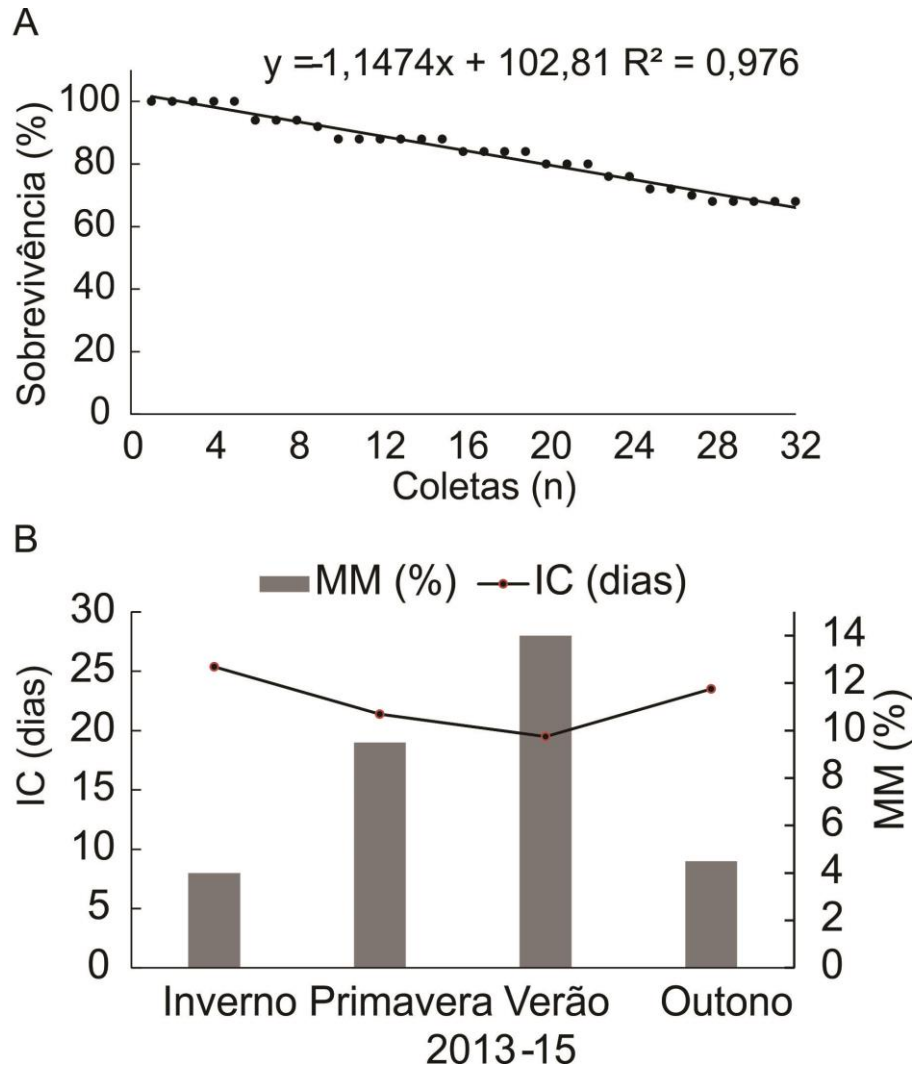 A
y =-1,1474x + 102,81 R² = 0,976
Sobrevivência (%)
100
80
60
40
20
0
0 4 8 12 16 20 24 28 32
Coletas (n)
B
MM (%) IC (dias)
IC (dias)
30
25
20
15
10
5
0
14
12
10
8
6
4
2
0
MM (%)
Inverno Primavera Verão Outono
2013-15